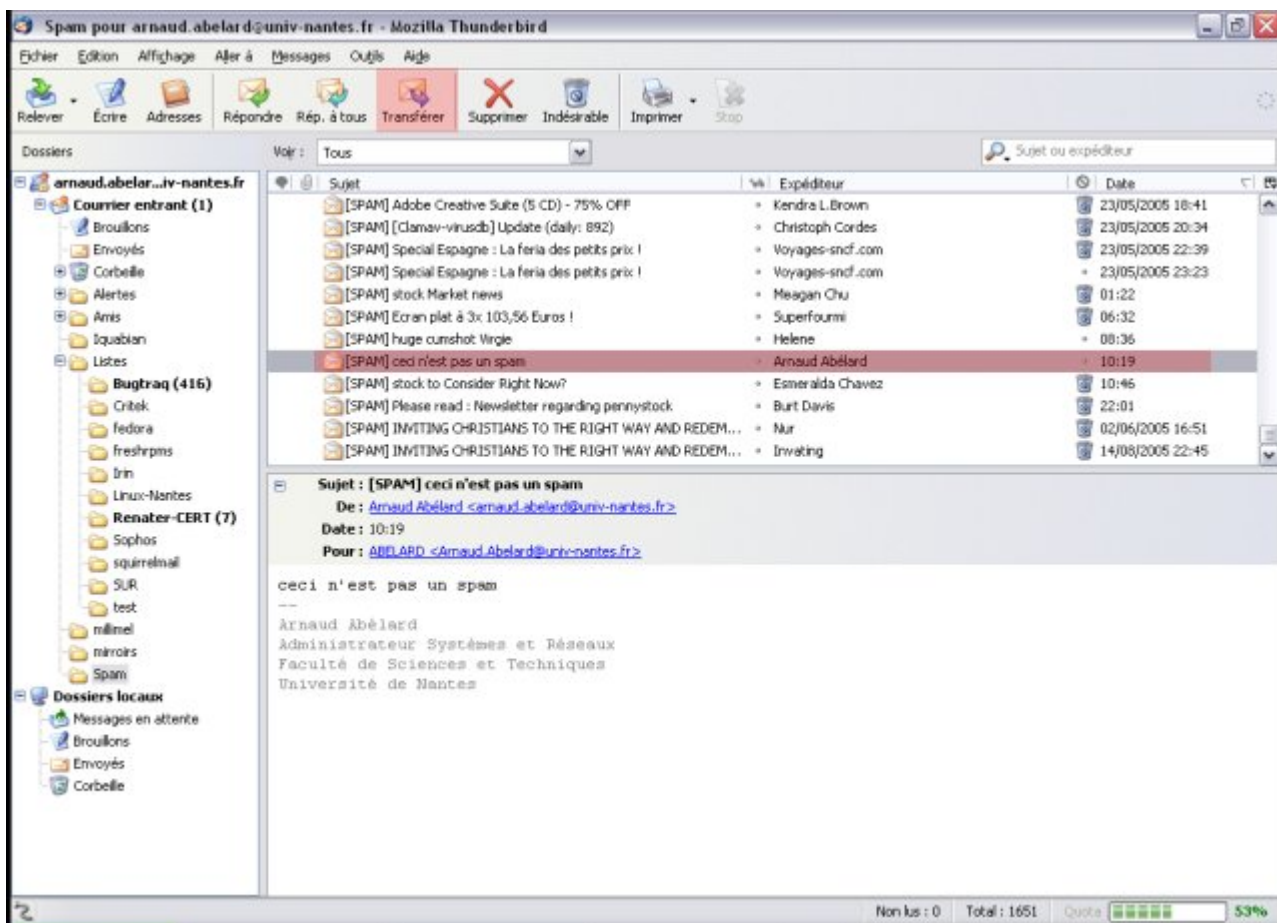 Spam pour arnaud.abelard@univ-nantes.fr - Mozilla Thunderbird
Fichier Edition Affichage Aller à Messages Outils Aide
Relever Écrire Adresses Répondre Rép. à tous Transférer Supprimer Indésirable Imprimer Stop
Dossiers
Voir : Tous
Sujet ou expéditeur
arnaud.abelar...iv-nantes.fr
Courrier entrant (1)
Brouillons
Envoyés
Corbeille
Alertes
Amis
Iquabian
Listes
Bugtraq (416)
Critek
fedora
freshrpms
Irin
Linux-Nantes
Renater-CERT (7)
Sophos
squirrelmail
SUR
test
milimel
mirroirs
Spam
Dossiers locaux
Messages en attente
Brouillons
Envoyés
Corbeille
Sujet Expéditeur Date
[SPAM] Adobe Creative Suite (5 CD) - 75% OFF Kendra L.Brown 23/05/2005 18:41
[SPAM] [Clamav-virusdb] Update (daily: 892) Christoph Cordes 23/05/2005 20:34
[SPAM] Special Espagne : La feria des petits prix ! Voyages-sncf.com 23/05/2005 22:39
[SPAM] Special Espagne : La feria des petits prix ! Voyages-sncf.com 23/05/2005 23:23
[SPAM] stock Market news Meagan Chu 01:22
[SPAM] Ecran plat à 3x 103,56 Euros ! Superfourmi 06:32
[SPAM] huge cumshot Virgie Helene 08:36
[SPAM] ceci n'est pas un spam Arnaud Abélard 10:19
[SPAM] stock to Consider Right Now? Esmeralda Chavez 10:46
[SPAM] Please read : Newsletter regarding pennystock Burt Davis 22:01
[SPAM] INVITING CHRISTIANS TO THE RIGHT WAY AND REDEM... Nur 02/06/2005 16:51
[SPAM] INVITING CHRISTIANS TO THE RIGHT WAY AND REDEM... Irwating 14/08/2005 22:45
Sujet : [SPAM] ceci n'est pas un spam
De : Arnaud Abélard <arnaud.abelard@univ-nantes.fr>
Date : 10:19
Pour : ABELARD <Arnaud.Abelard@univ-nantes.fr>
ceci n'est pas un spam
--
Arnaud Abélard
Administrateur Systèmes et Réseaux
Faculté de Sciences et Techniques
Université de Nantes
Non lus : 0 Total : 1651 Quota 53%